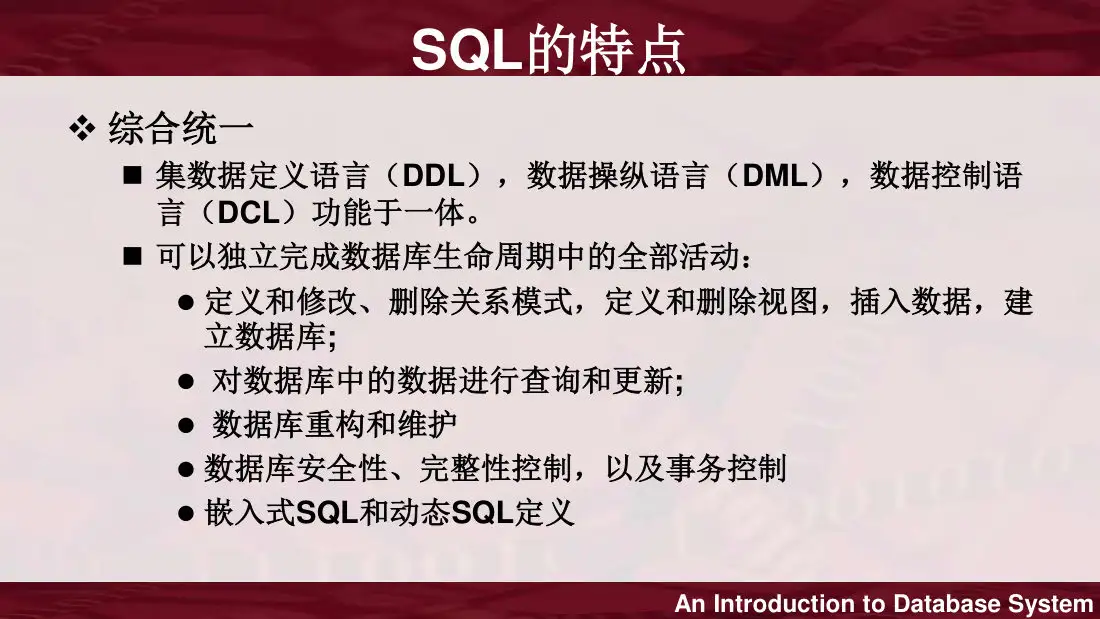 SQL的特点
❖ 综合统一
■ 集数据定义语言（DDL），数据操纵语言（DML），数据控制语
言（DCL）功能于一体。
■ 可以独立完成数据库生命周期中的全部活动：
● 定义和修改、删除关系模式，定义和删除视图，插入数据，建
立数据库;
● 对数据库中的数据进行查询和更新;
● 数据库重构和维护
● 数据库安全性、完整性控制，以及事务控制
● 嵌入式SQL和动态SQL定义
An Introduction to Database System